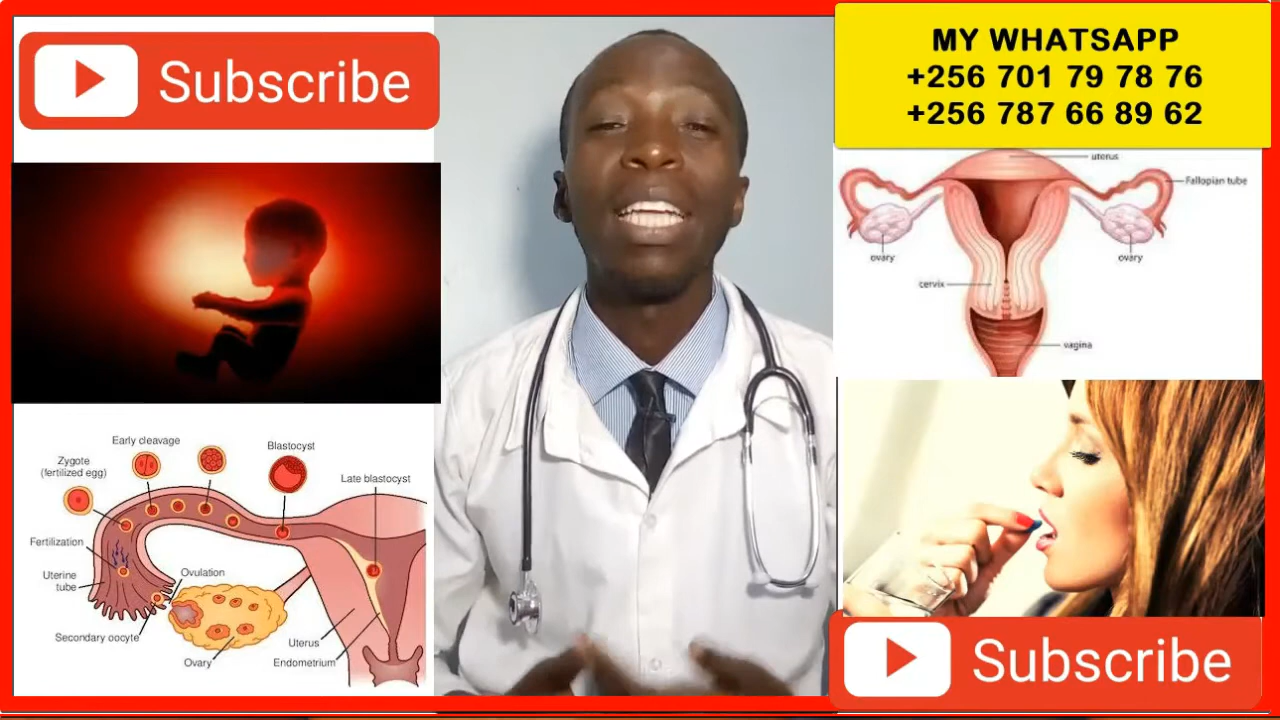 Subscribe
MY WHATSAPP
+256 701 79 78 76
+256 787 66 89 62
uterus
Fallopian tube
ovary
ovary
cervix
vagina
Early cleavage
Blastocyst
Zygote
(fertilized egg)
Late blastocyst
Fertilization
Ovulation
Uterine
tube
Secondary oocyte
Uterus
Ovary
Endometrium
Subscribe